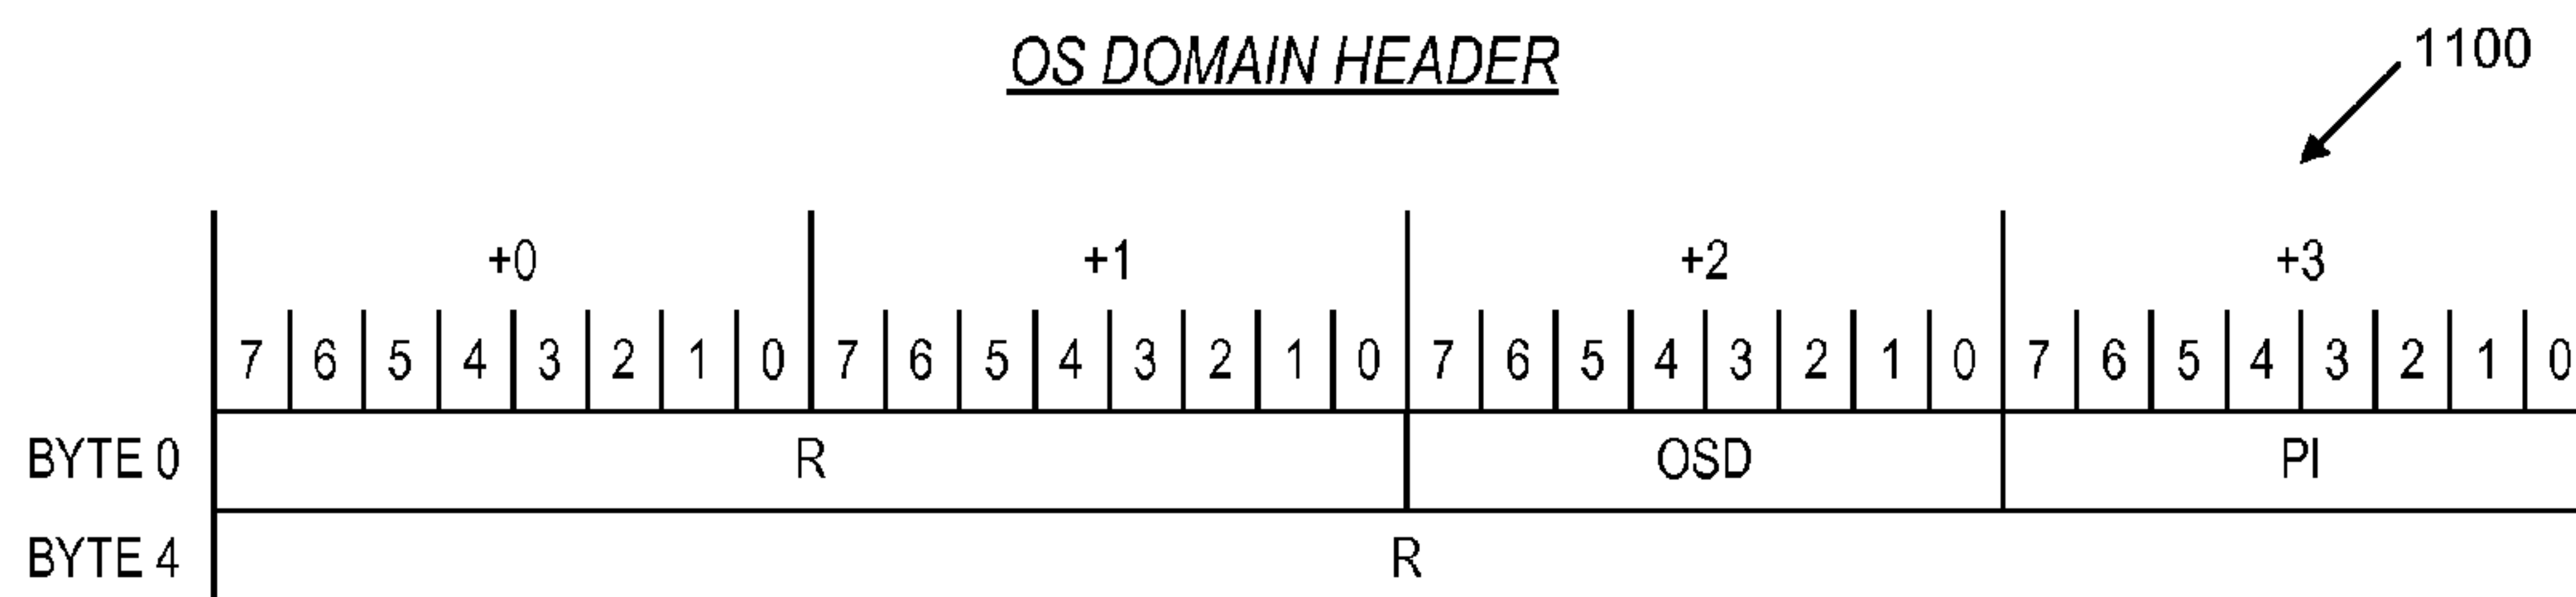 OS DOMAIN HEADER
1100
+0 +1 +2 +3
7 6 5 4 3 2 1 0 7 6 5 4 3 2 1 0 7 6 5 4 3 2 1 0 7 6 5 4 3 2 1 0
BYTE 0 R OSD PI
BYTE 4 R